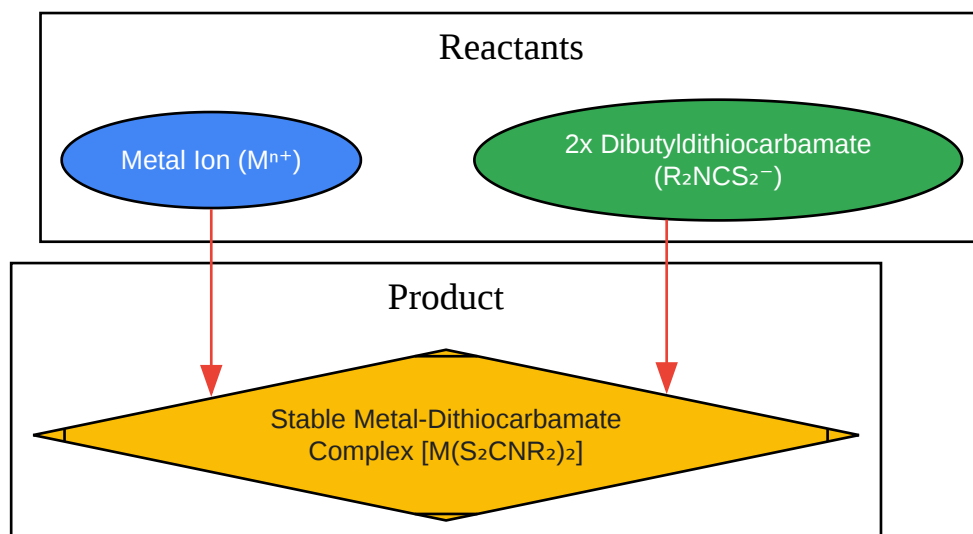 Reactants
Metal Ion (Mⁿ⁺)
2x Dibutyldithiocarbamate
(R₂NCS₂⁻)
Product
Stable Metal-Dithiocarbamate
Complex [M(S₂CNR₂)₂]